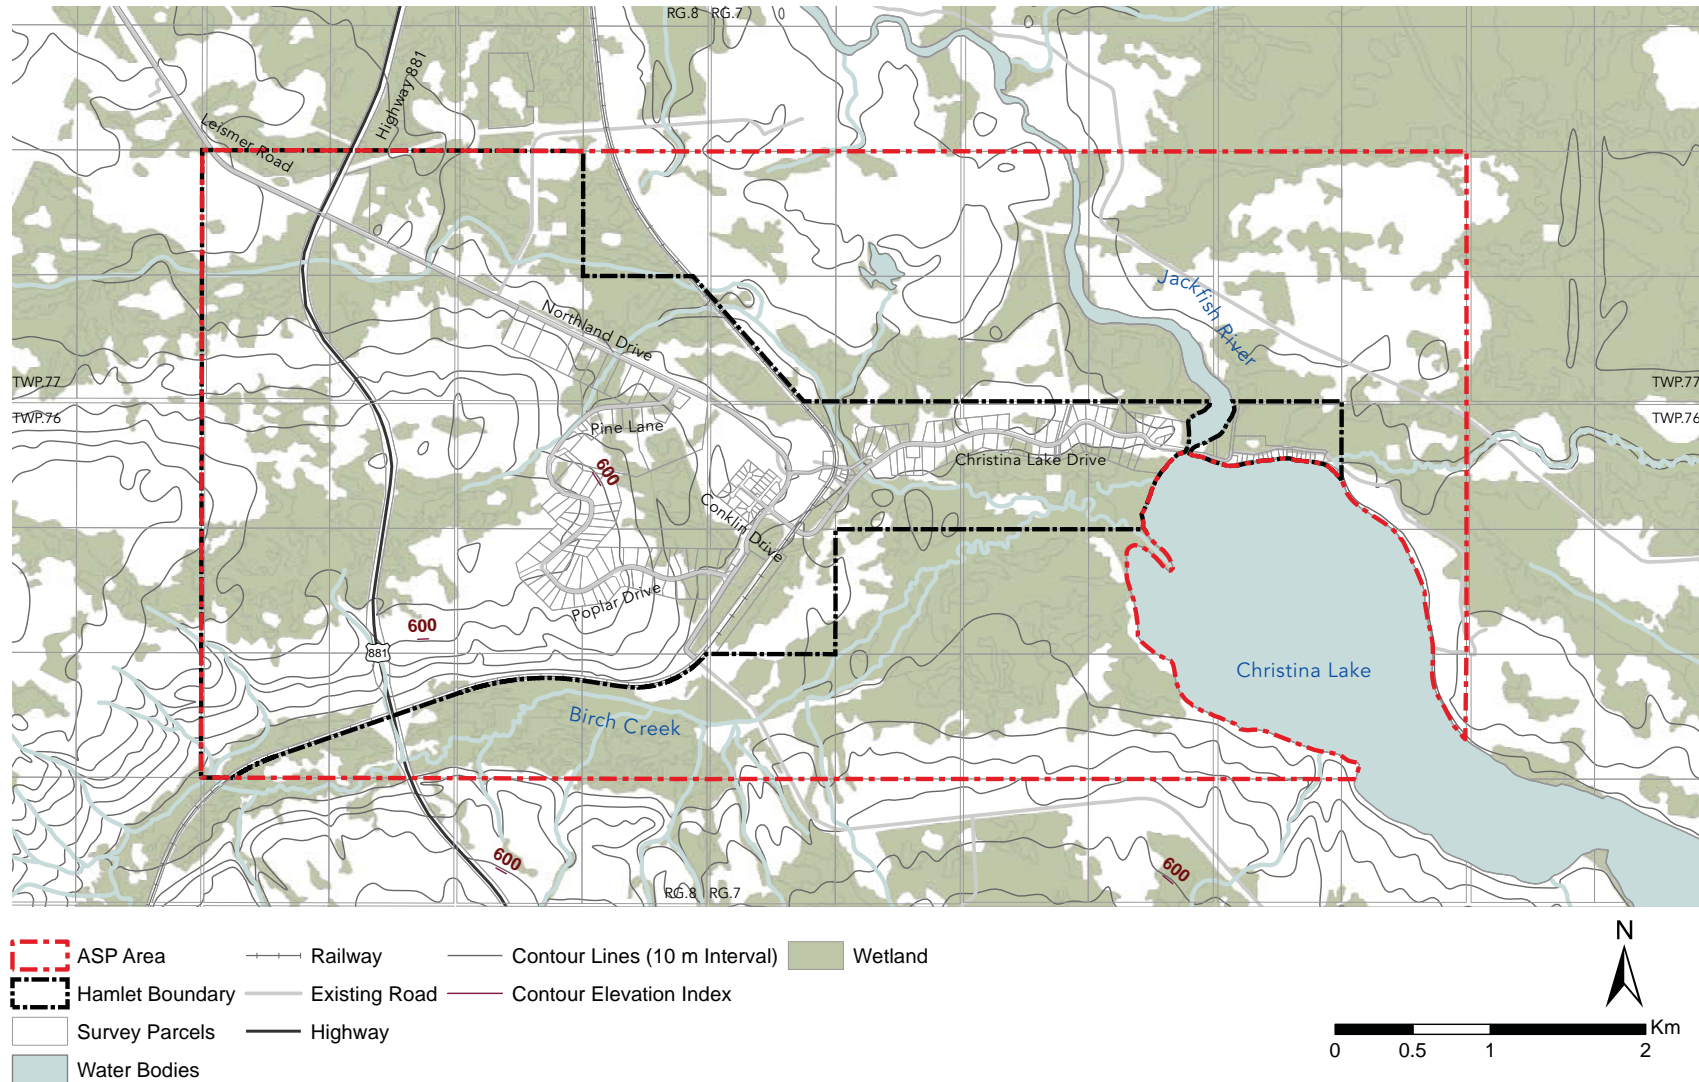 RG.8 RG.7
Highway 881
Leismer Road
Jackfish River
Northland Drive
TWP.77
TWP.77
TWP.76
TWP.76
Pine Lane
Christina Lake Drive
600
Conklin Drive
Poplar Drive
600
881
Christina Lake
Birch Creek
600
600
RG.8 RG.7
ASP Area
Railway
Contour Lines (10 m Interval)
Wetland
Hamlet Boundary
Existing Road
Contour Elevation Index
Survey Parcels
Highway
Water Bodies
N
Km
0 0.5 1 2